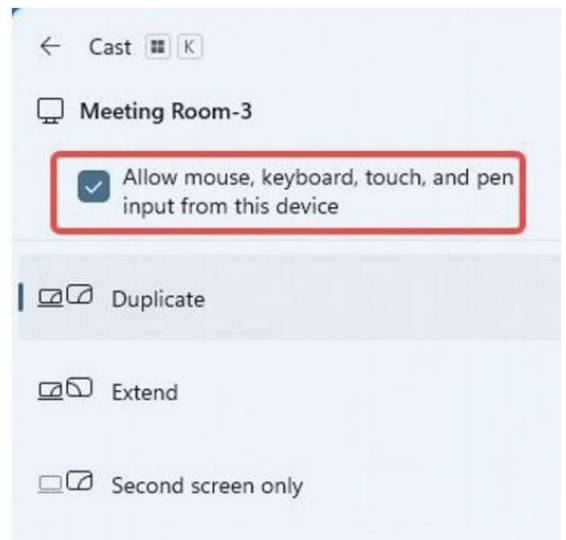 Cast K
Meeting Room-3
Allow mouse, keyboard, touch, and pen
input from this device
Duplicate
Extend
Second screen only